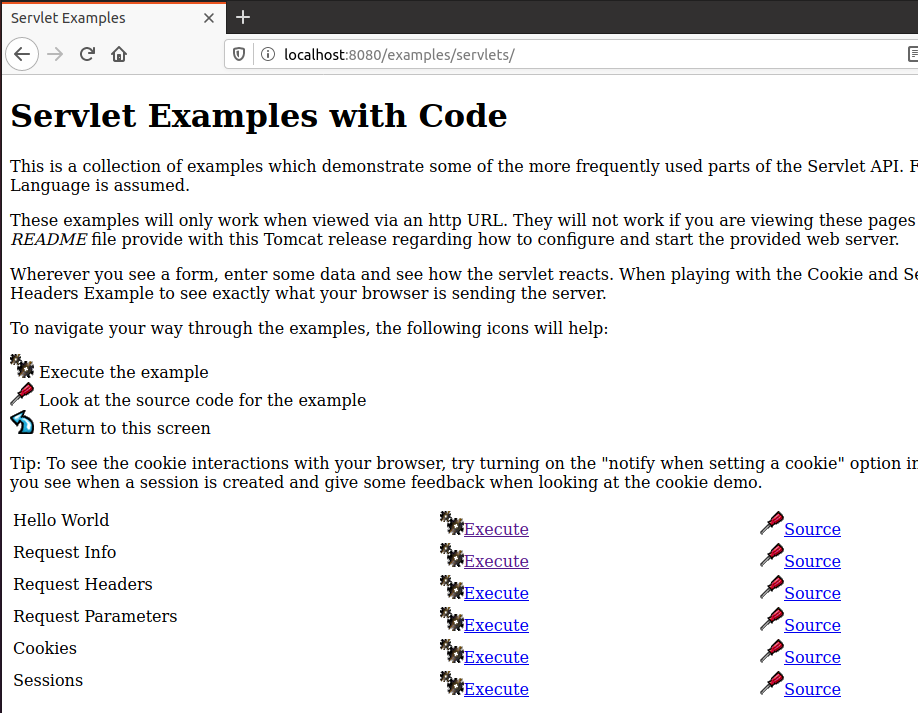 Servlet Examples
localhost:8080/examples/servlets/
Servlet Examples with Code
This is a collection of examples which demonstrate some of the more frequently used parts of the Servlet API. F
Language is assumed.
These examples will only work when viewed via an http URL. They will not work if you are viewing these pages
README file provide with this Tomcat release regarding how to configure and start the provided web server.
Wherever you see a form, enter some data and see how the servlet reacts. When playing with the Cookie and Se
Headers Example to see exactly what your browser is sending the server.
To navigate your way through the examples, the following icons will help:
Execute the example
Look at the source code for the example
Return to this screen
Tip: To see the cookie interactions with your browser, try turning on the "notify when setting a cookie" option in
you see when a session is created and give some feedback when looking at the cookie demo.
Hello World Execute Source
Request Info Execute Source
Request Headers Execute Source
Request Parameters Execute Source
Cookies Execute Source
Sessions Execute Source